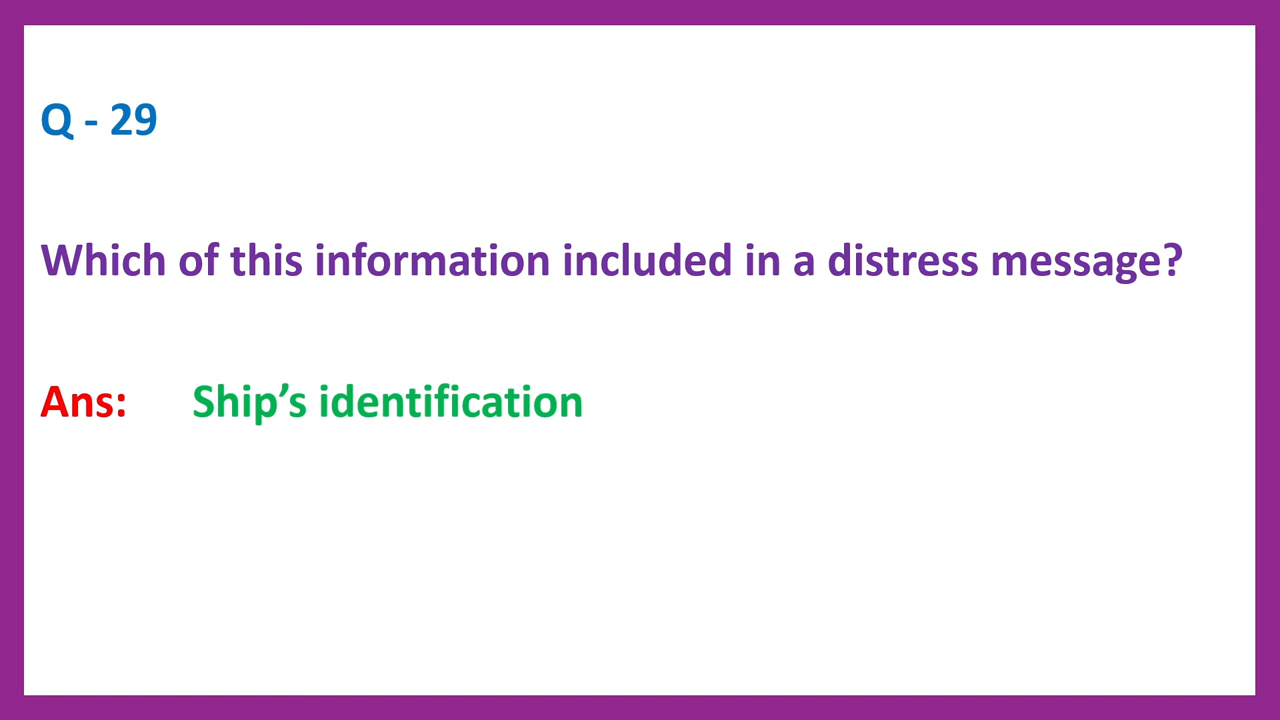 Q - 29
Which of this information included in a distress message?
Ans: Ship’s identification